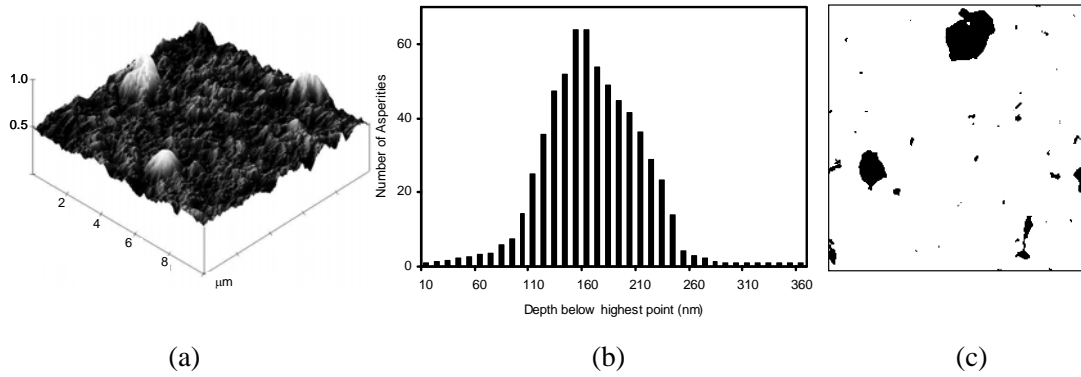 1.0
0.5
2
4
6
8
μm
(a)
Number of Asperities
60
40
20
0
10 60 110 160 210 260 310 360
Depth below highest point (nm)
(b)
(c)